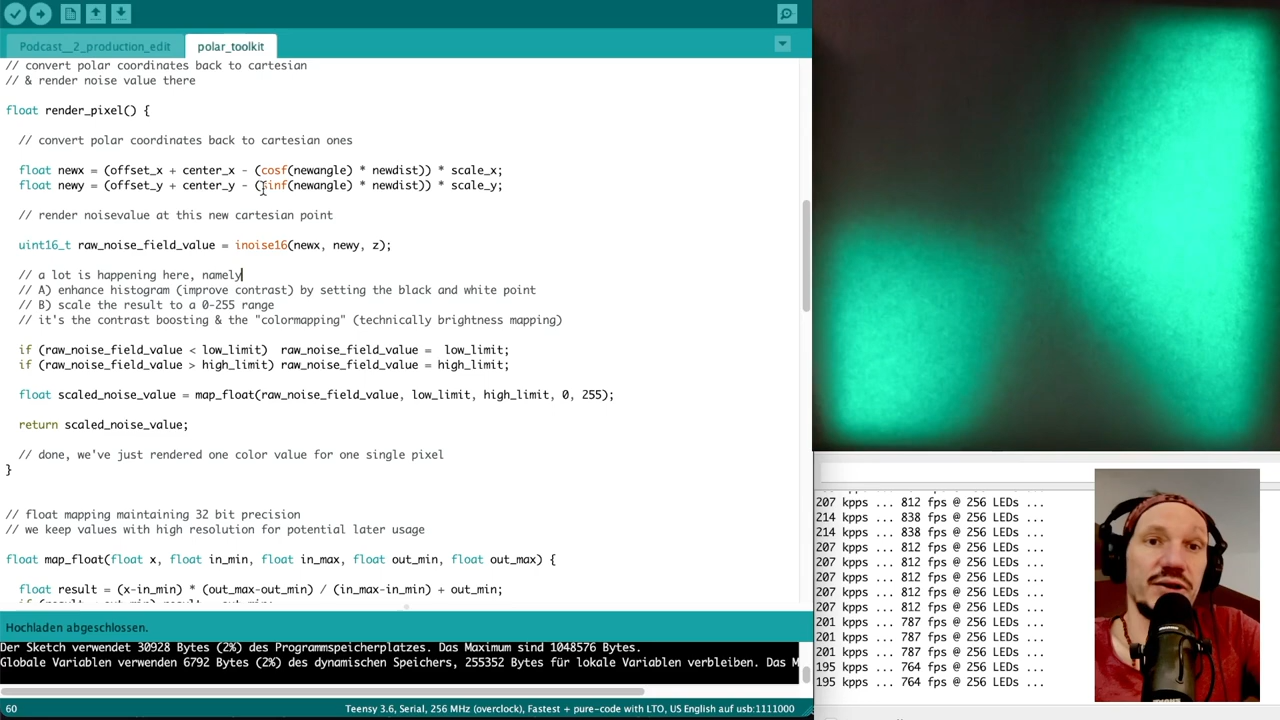 Podcast__2_production_edit
polar_toolkit
// convert polar coordinates back to cartesian
// & render noise value there
float render_pixel() {
// convert polar coordinates back to cartesian ones
float newx = (offset_x + center_x - (cosf(newangle) * newdist)) * scale_x;
float newy = (offset_y + center_y - (sinf(newangle) * newdist)) * scale_y;
// render noisevalue at this new cartesian point
uint16_t raw_noise_field_value = inoise16(newx, newy, z);
// a lot is happening here, namely
// A) enhance histogram (improve contrast) by setting the black and white point
// B) scale the result to a 0-255 range
// it's the contrast boosting & the "colormapping" (technically brightness mapping)
if (raw_noise_field_value < low_limit)  raw_noise_field_value =  low_limit;
if (raw_noise_field_value > high_limit) raw_noise_field_value = high_limit;
float scaled_noise_value = map_float(raw_noise_field_value, low_limit, high_limit, 0, 255);
return scaled_noise_value;
// done, we've just rendered one color value for one single pixel
}
// float mapping maintaining 32 bit precision
// we keep values with high resolution for potential later usage
float map_float(float x, float in_min, float in_max, float out_min, float out_max) {
float result = (x-in_min) * (out_max-out_min) / (in_max-in_min) + out_min;
Hochladen abgeschlossen.
Der Sketch verwendet 30928 Bytes (2%) des Programmspeicherplatzes. Das Maximum sind 1048576 Bytes.
Globale Variablen verwenden 6792 Bytes (2%) des dynamischen Speichers, 255352 Bytes für lokale Variablen verbleiben. Das M
60
Teensy 3.6, Serial, 256 MHz (overclock), Fastest + pure-code with LTO, US English auf usb:1111000
207 kpps ... 812 fps @ 256 LEDs ...
214 kpps ... 838 fps @ 256 LEDs ...
214 kpps ... 838 fps @ 256 LEDs ...
207 kpps ... 812 fps @ 256 LEDs ...
207 kpps ... 812 fps @ 256 LEDs ...
207 kpps ... 812 fps @ 256 LEDs ...
207 kpps ... 812 fps @ 256 LEDs ...
207 kpps ... 812 fps @ 256 LEDs ...
201 kpps ... 787 fps @ 256 LEDs ...
201 kpps ... 787 fps @ 256 LEDs ...
201 kpps ... 787 fps @ 256 LEDs ...
195 kpps ... 764 fps @ 256 LEDs ...
195 kpps ... 764 fps @ 256 LEDs ...